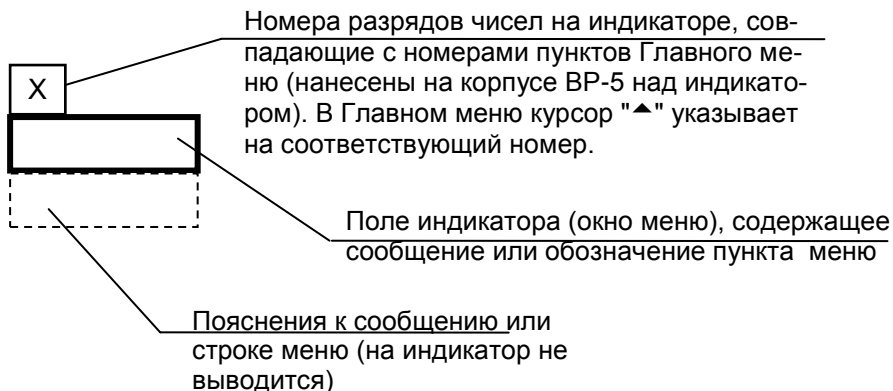 Номера разрядов чисел на индикаторе, сов-
падающие с номерами пунктов Главного ме-
ню (нанесены на корпусе ВР-5 над индикато-
ром). В Главном меню курсор "▲" указывает
на соответствующий номер.
X
Поле индикатора (окно меню), содержащее
сообщение или обозначение пункта меню
Пояснения к сообщению или
строке меню (на индикатор не
выводится)